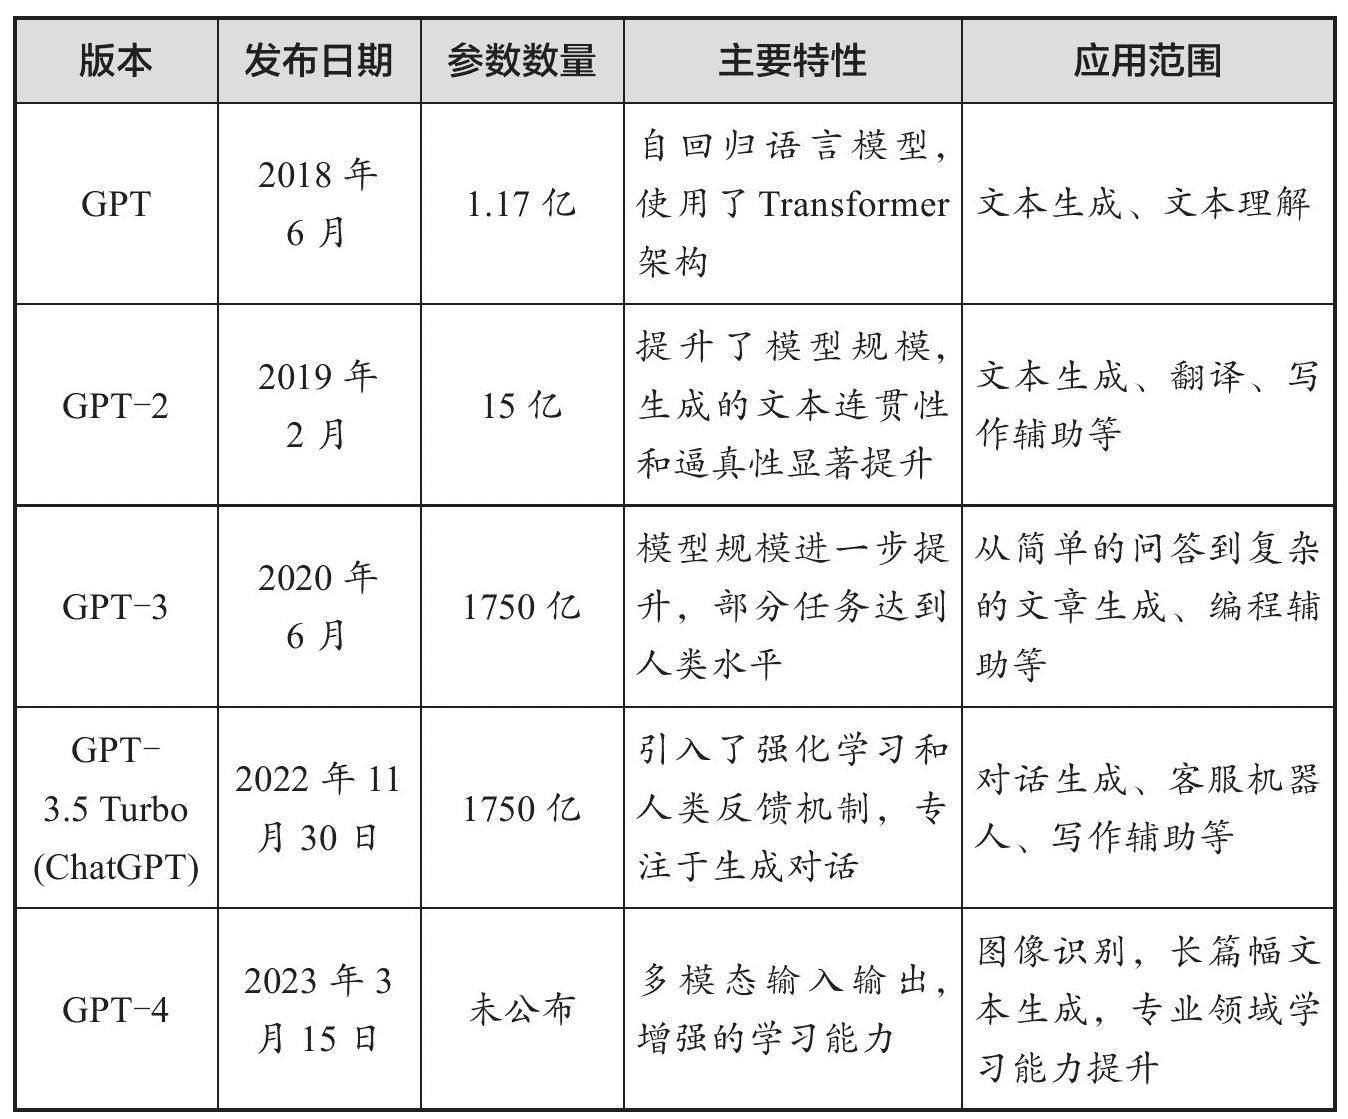 版本 发布日期 参数数量 主要特性 应用范围
GPT
2018 年
6 月
1.17 亿
自回归语言模型，
使用了 Transformer
架构
文本生成、文本理解
GPT-2
2019 年
2 月
15 亿
提升了模型规模，
生成的文本连贯性
和逼真性显著提升
文本生成、翻译、写
作辅助等
GPT-3
2020 年
6 月
1750 亿
模型规模进一步提
升，部分任务达到
人类水平
从简单的问答到复杂
的文章生成、编程辅
助等
GPT-
3.5 Turbo
(ChatGPT)
2022 年 11
月 30 日
1750 亿
引入了强化学习和
人类反馈机制，专
注于生成对话
对话生成、客服机器
人、写作辅助等
GPT-4
2023 年 3
月 15 日
未公布
多模态输入输出，
增强的学习能力
图像识别，长篇幅文
本生成，专业领域学
习能力提升